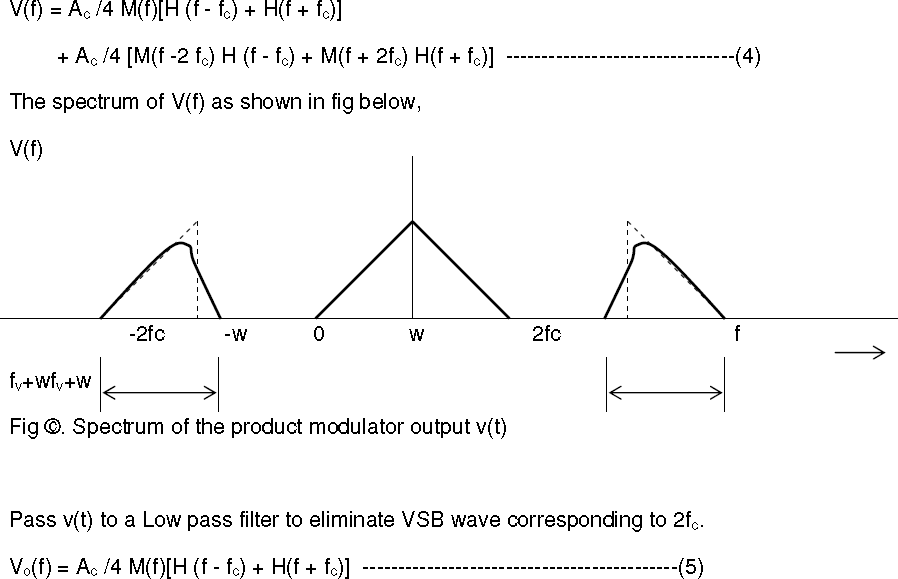 V(f) = Ac /4 M(f)[H (f - fc) + H(f + fc)]
+ Ac /4 [M(f -2 fc) H (f - fc) + M(f + 2fc) H(f + fc)] --------------------------------(4)
The spectrum of V(f) as shown in fig below,
V(f)
-2fc -w 0 w 2fc f
fv+wfv+w
Fig ©. Spectrum of the product modulator output v(t)
Pass v(t) to a Low pass filter to eliminate VSB wave corresponding to 2fc.
Vo(f) = Ac /4 M(f)[H (f - fc) + H(f + fc)] --------------------------------------------(5)